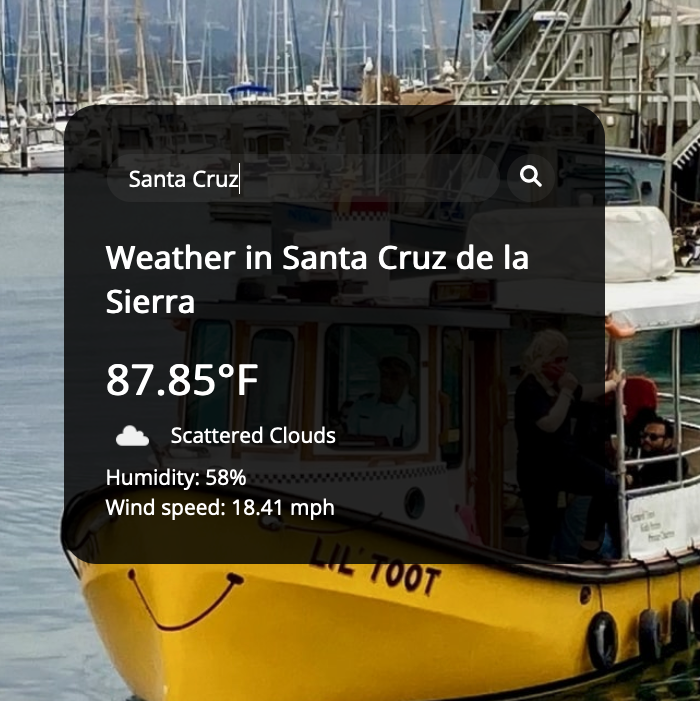 Santa Cruz
Weather in Santa Cruz de la
Sierra
87.85°F
Scattered Clouds
Humidity: 58%
Wind speed: 18.41 mph
LIL' TOOT